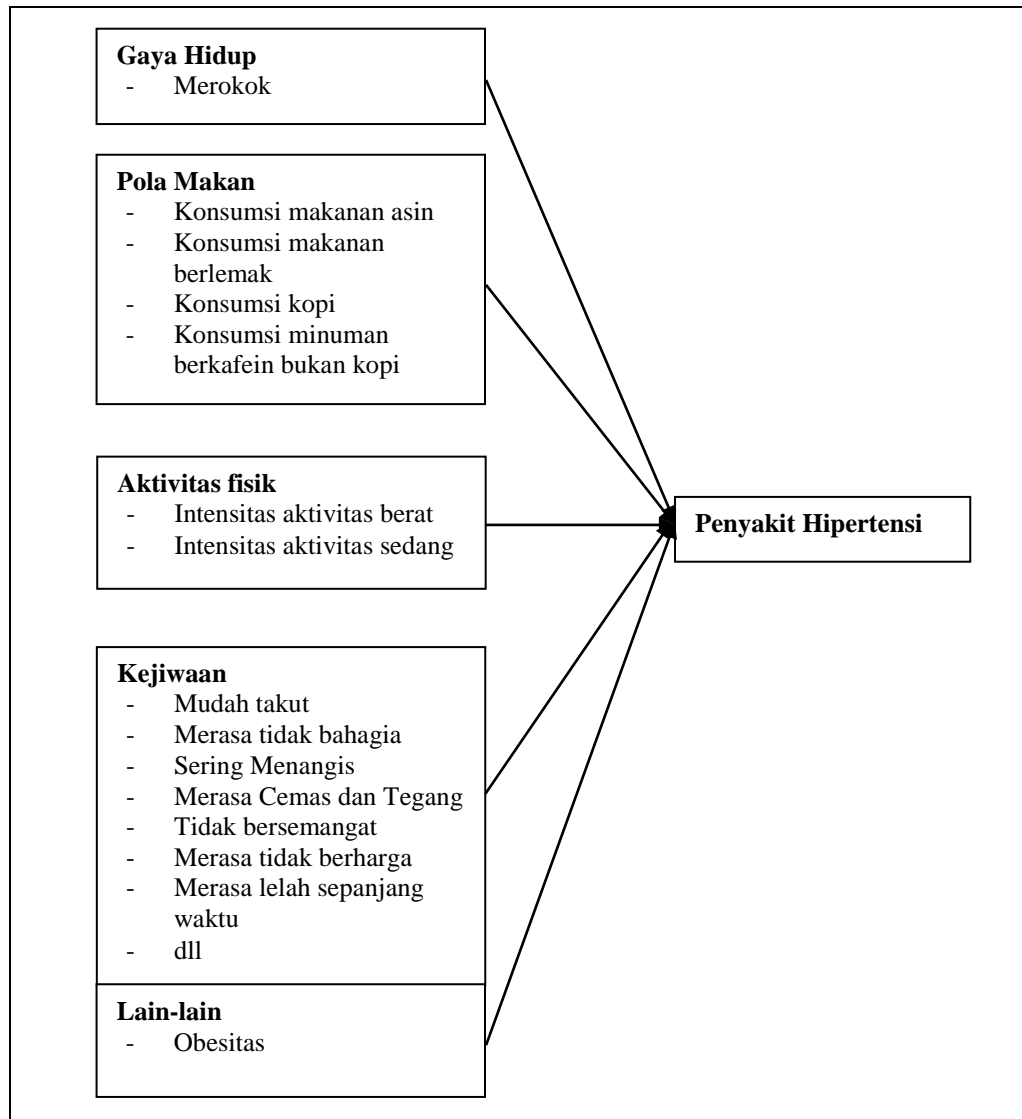 Gaya Hidup
- Merokok
Pola Makan
- Konsumsi makanan asin
- Konsumsi makanan
berlemak
- Konsumsi kopi
- Konsumsi minuman
berkafein bukan kopi
Aktivitas fisik
- Intensitas aktivitas berat
- Intensitas aktivitas sedang
Penyakit Hipertensi
Kejiwaan
- Mudah takut
- Merasa tidak bahagia
- Sering Menangis
- Merasa Cemas dan Tegang
- Tidak bersemangat
- Merasa tidak berharga
- Merasa lelah sepanjang
waktu
- dll
Lain-lain
- Obesitas